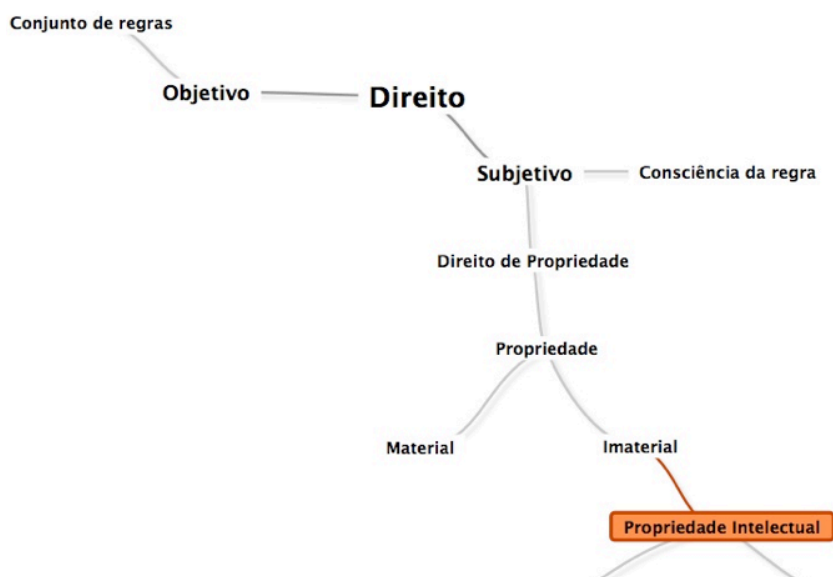 Conjunto de regras
Objetivo
Direito
Subjetivo
Consciência da regra
Direito de Propriedade
Propriedade
Material
Imaterial
Propriedade Intelectual